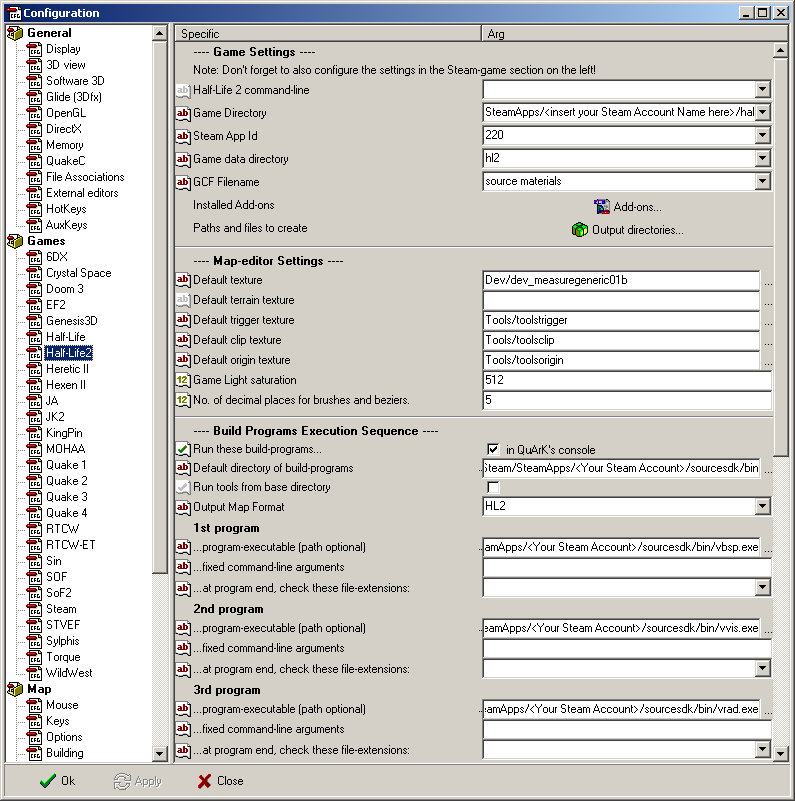 Configuration
General
Display
3D view
Software 3D
Glide (3Dfx)
OpenGL
DirectX
Memory
QuakeC
File Associations
External editors
HotKeys
AuxKeys
Games
6DX
Crystal Space
Doom 3
EF2
Genesis3D
Half-Life
Half-Life2
Heretic II
Hexen II
JA
JK2
KingPin
MOHAA
Quake 1
Quake 2
Quake 3
Quake 4
RTCW
RTCW-ET
Sin
SOF
SoF2
Steam
STVEF
Sylphis
Torque
WildWest
Map
Mouse
Keys
Options
Building
Specific Arg
---- Game Settings ----
Note: Don't forget to also configure the settings in the Steam-game section on the left!
Half-Life 2 command-line
Game Directory SteamApps/<insert your Steam Account Name here>/hal
Steam App Id 220
Game data directory hl2
GCF Filename source materials
Installed Add-ons Add-ons...
Paths and files to create Output directories...
---- Map-editor Settings ----
Default texture Dev/dev_measuregeneric01b ...
Default terrain texture ...
Default trigger texture Tools/toolstrigger ...
Default clip texture Tools/toolsclip ...
Default origin texture Tools/toolsorigin ...
Game Light saturation 512
No. of decimal places for brushes and beziers. 5
---- Build Programs Execution Sequence ----
Run these build-programs... in QuArK's console
Default directory of build-programs Steam/SteamApps/<Your Steam Account>/sourcesdk/bin ...
Run tools from base directory
Output Map Format HL2
1st program
...program-executable (path optional) eamApps/<Your Steam Account>/sourcesdk/bin/vbsp.exe ...
...fixed command-line arguments
...at program end, check these file-extensions:
2nd program
...program-executable (path optional) eamApps/<Your Steam Account>/sourcesdk/bin/vvis.exe ...
...fixed command-line arguments
...at program end, check these file-extensions:
3rd program
...program-executable (path optional) eamApps/<Your Steam Account>/sourcesdk/bin/vrad.exe ...
...fixed command-line arguments
...at program end, check these file-extensions:
Ok Apply Close